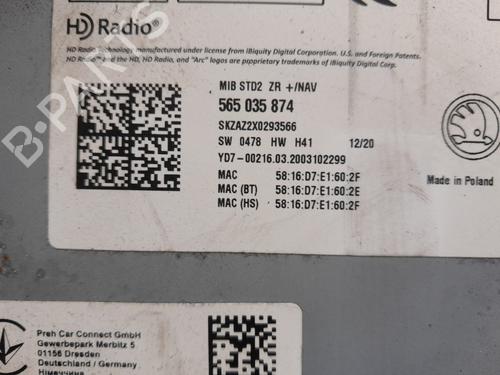 HD Radio®
HD Radio Technology manufactured under license from iBiquity Digital Corporation. U.S. and Foreign Patents.
HD Radio™ and the HD, HD Radio, and "Arc" logos are papprietary trademarks of iBiquity Digital Corp.
MIB STD2 ZR +/NAV
565 035 874
SKZAZ2X0293566
SW 0478 HW H41 12/20
YD7-00216.03.2003102299
MAC 58:16:D7:E1:60:2F
MAC (BT) 58:16:D7:E1:60:2E
MAC (HS) 58:16:D7:E1:60:2F
Made in Poland
Preh Car Connect GmbH
Gewerbepark Merbitz 5
01156 Dresden
Deutschland / Germany
Німеччина
B-PARTS